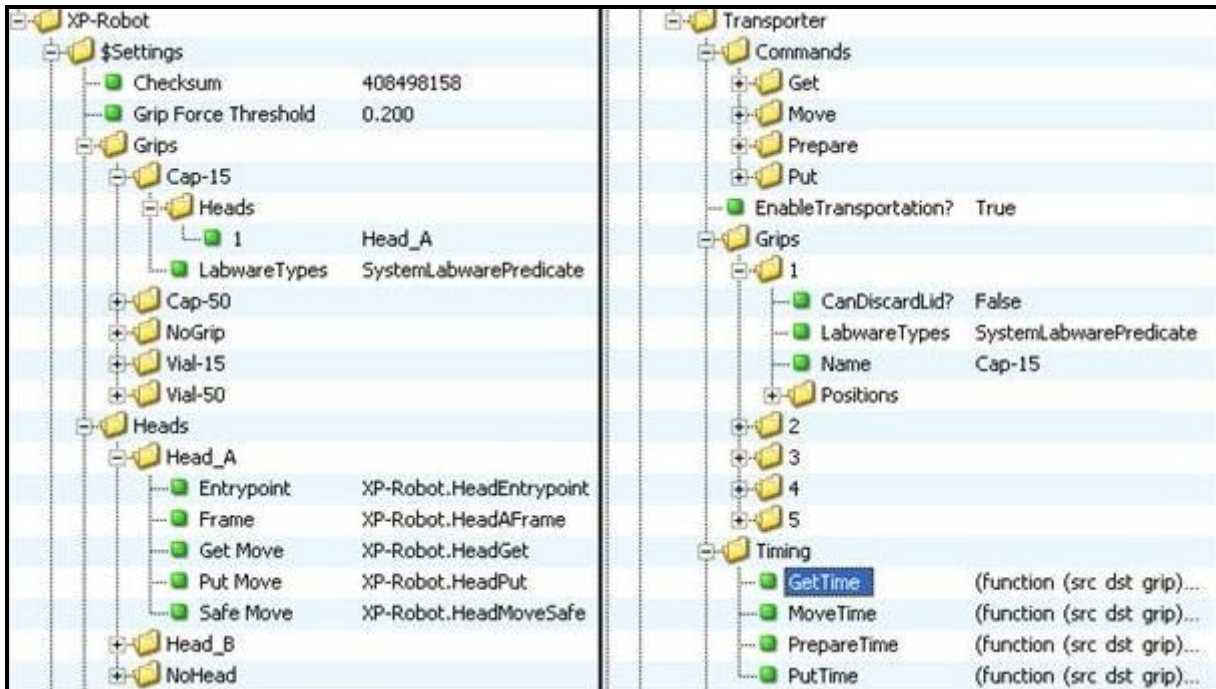 XP-Robot
$Settings
Checksum 408498158
Grip Force Threshold 0.200
Grips
Cap-15
Heads
1 Head_A
LabwareTypes SystemLabwarePredicate
Cap-50
NoGrip
Vial-15
Vial-50
Heads
Head_A
Entrypoint XP-Robot.HeadEntrypoint
Frame XP-Robot.HeadAFrame
Get Move XP-Robot.HeadGet
Put Move XP-Robot.HeadPut
Safe Move XP-Robot.HeadMoveSafe
Head_B
NoHead
Transporter
Commands
Get
Move
Prepare
Put
EnableTransportation? True
Grips
1
CanDiscardLid? False
LabwareTypes SystemLabwarePredicate
Name Cap-15
Positions
2
3
4
5
Timing
GetTime (function (src dst grip)...
MoveTime (function (src dst grip)...
PrepareTime (function (src dst grip)...
PutTime (function (src dst grip)...